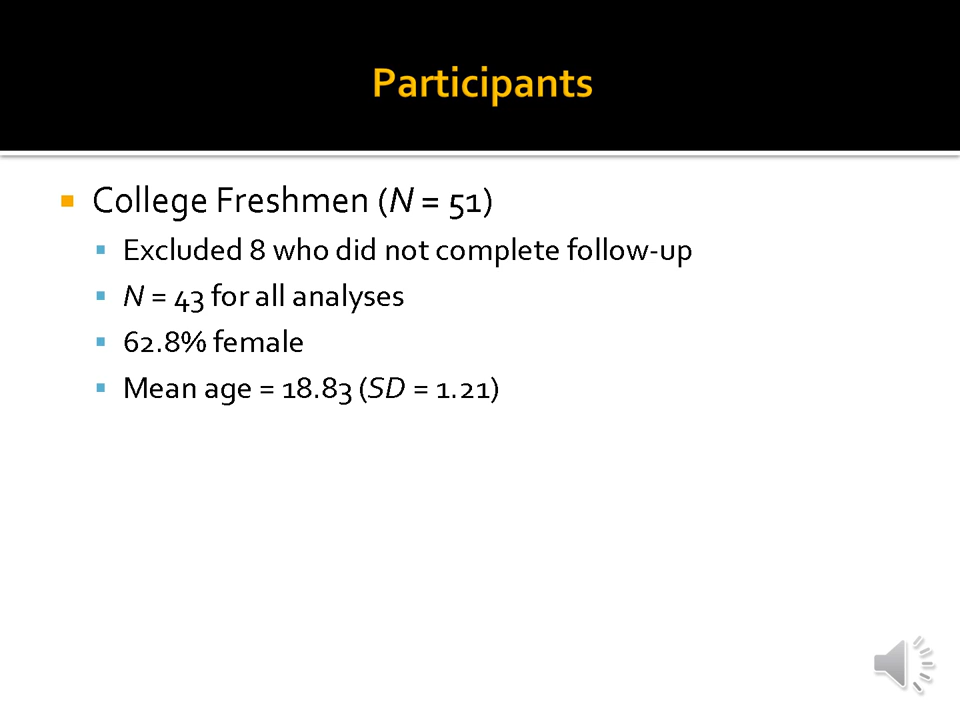 Participants
College Freshmen (N = 51)
Excluded 8 who did not complete follow-up
N = 43 for all analyses
62.8% female
Mean age = 18.83 (SD = 1.21)